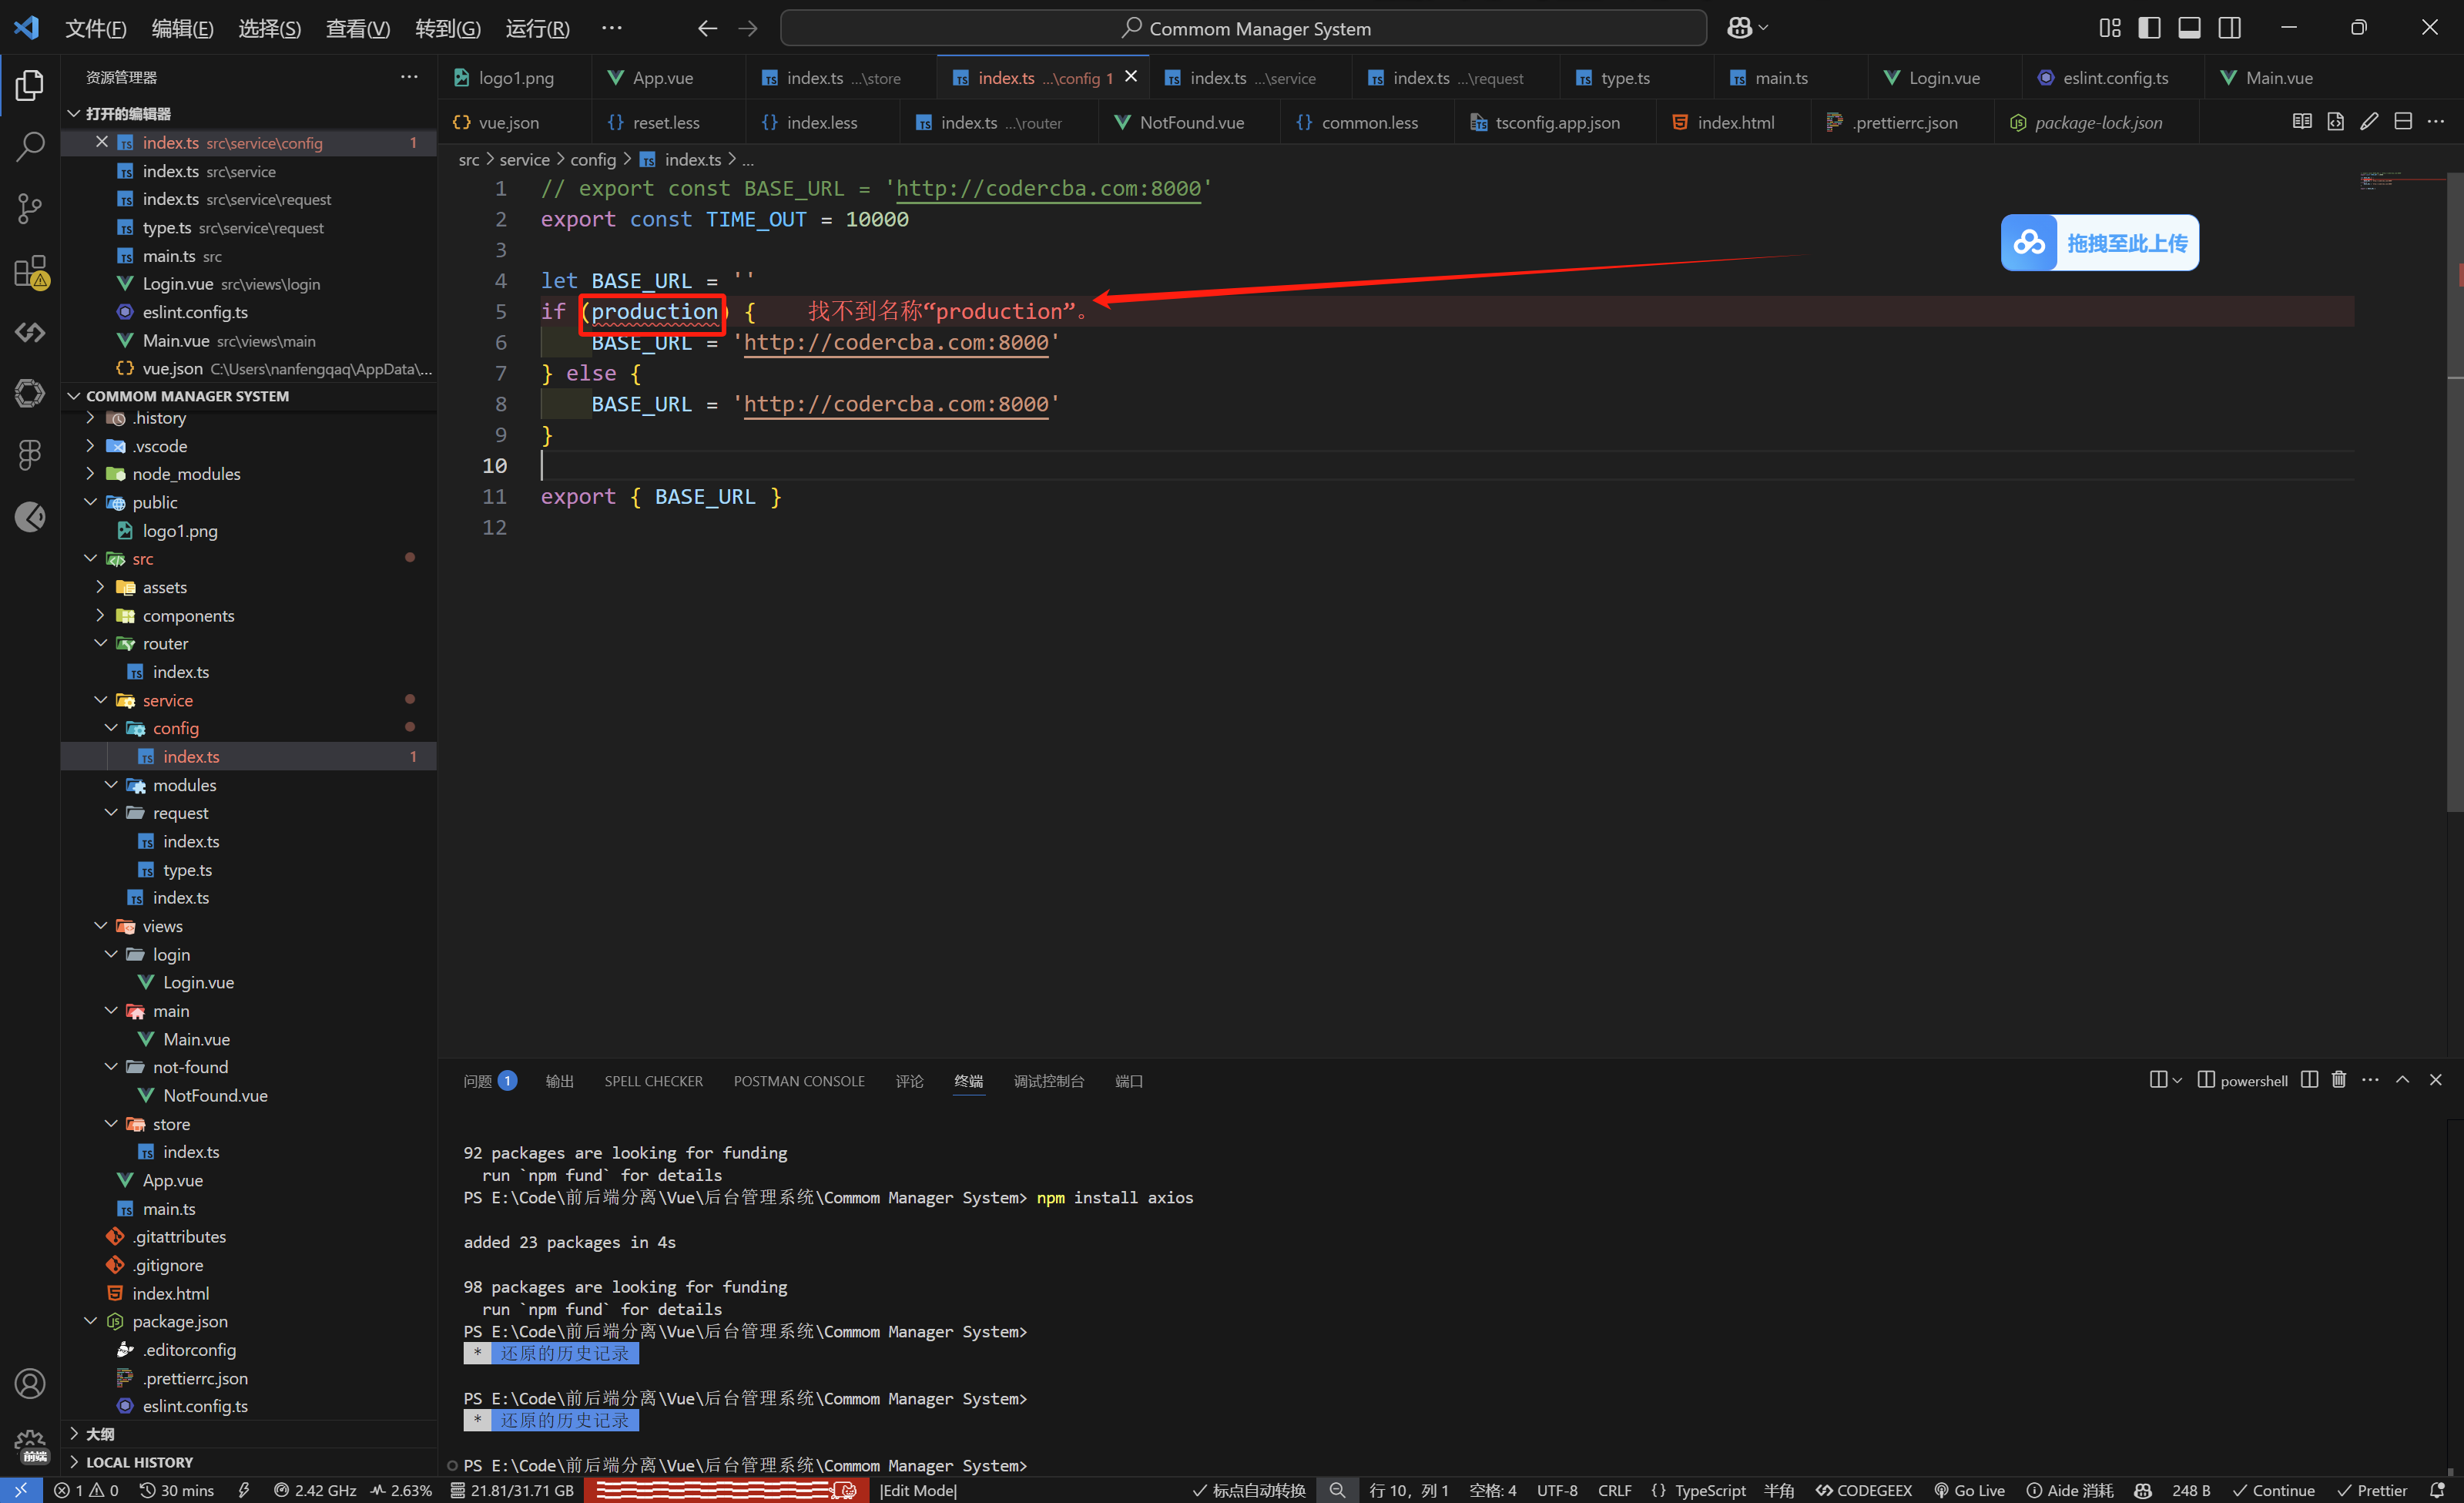 文件(F) 编辑(E) 选择(S) 查看(V) 转到(G) 运行(R) ···
Commom Manager System
资源管理器
打开的编辑器
index.ts src\service\config 1
index.ts src\service
index.ts src\service\request
type.ts src\service\request
main.ts src
Login.vue src\views\login
eslint.config.ts
Main.vue src\views\main
vue.json C:\Users\nanfengqaq\AppData\...
COMMOM MANAGER SYSTEM
.history
.vscode
node_modules
public
logo1.png
src
assets
components
router
index.ts
service
config
index.ts 1
modules
request
index.ts
type.ts
index.ts
views
login
Login.vue
main
Main.vue
not-found
NotFound.vue
store
index.ts
App.vue
main.ts
.gitattributes
.gitignore
index.html
package.json
.editorconfig
.prettierrc.json
eslint.config.ts
大纲
LOCAL HISTORY
前端
logo1.png App.vue index.ts ...\store index.ts ...\config 1 index.ts ...\service index.ts ...\request type.ts main.ts Login.vue eslint.config.ts Main.vue
vue.json reset.less index.less index.ts ...\router NotFound.vue common.less tsconfig.app.json index.html .prettierrc.json package-lock.json
src > service > config > index.ts > ...
1 // export const BASE_URL = 'http://codercba.com:8000'
2 export const TIME_OUT = 10000
3
4 let BASE_URL = ''
5 if (production) { 找不到名称“production”。
6 BASE_URL = 'http://codercba.com:8000'
7 } else {
8 BASE_URL = 'http://codercba.com:8000'
9 }
10
11 export { BASE_URL }
12
拖拽至此上传
问题 1 输出 SPELL CHECKER POSTMAN CONSOLE 评论 终端 调试控制台 端口
powershell
92 packages are looking for funding
run `npm fund` for details
PS E:\Code\前后端分离\Vue\后台管理系统\Commom Manager System> npm install axios
added 23 packages in 4s
98 packages are looking for funding
run `npm fund` for details
PS E:\Code\前后端分离\Vue\后台管理系统\Commom Manager System>
* 还原的历史记录
PS E:\Code\前后端分离\Vue\后台管理系统\Commom Manager System>
* 还原的历史记录
PS E:\Code\前后端分离\Vue\后台管理系统\Commom Manager System>
1 0 30 mins 2.42 GHz 2.63% 21.81/31.71 GB |Edit Mode| 标点自动转换 行 10，列 1 空格: 4 UTF-8 CRLF {} TypeScript 半角 CODEGEEX Go Live Aide 消耗 248 B Continue Prettier